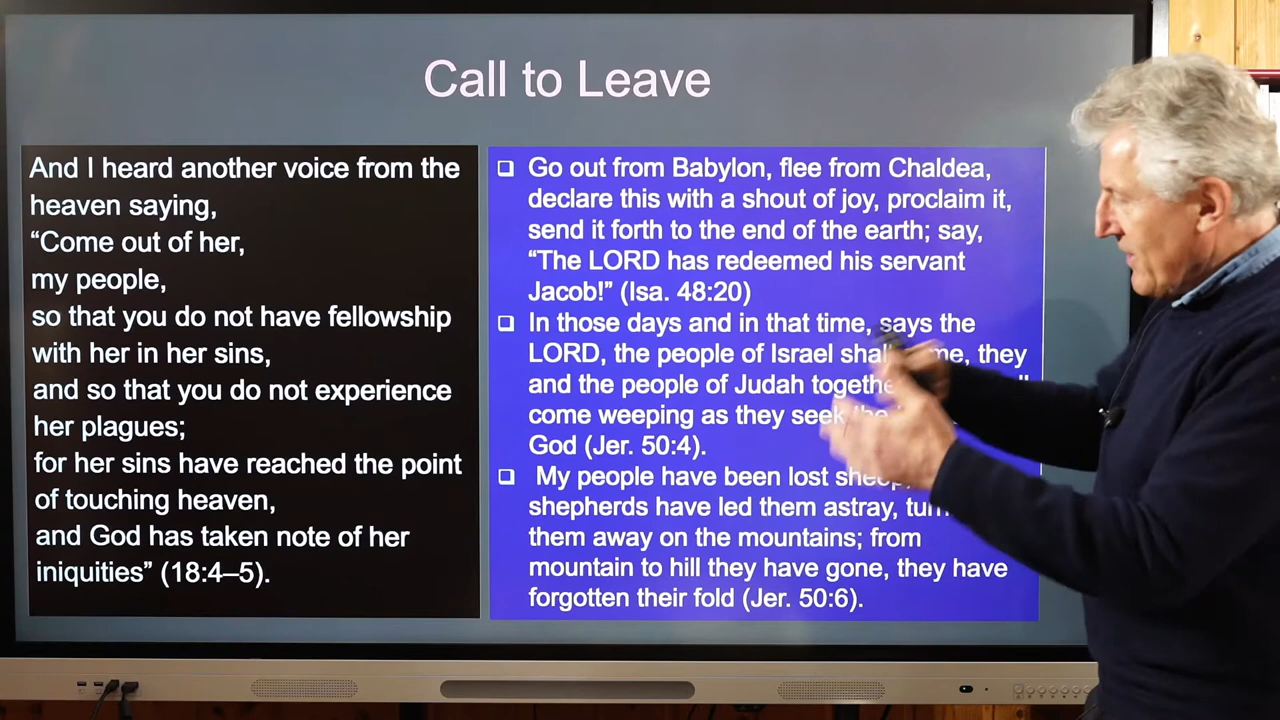 Call to Leave
And I heard another voice from the
heaven saying,
“Come out of her,
my people,
so that you do not have fellowship
with her in her sins,
and so that you do not experience
her plagues;
for her sins have reached the point
of touching heaven,
and God has taken note of her
iniquities” (18:4–5).
❑ Go out from Babylon, flee from Chaldea,
declare this with a shout of joy, proclaim it,
send it forth to the end of the earth; say,
“The LORD has redeemed his servant
Jacob!” (Isa. 48:20)
❑ In those days and in that time, says the
LORD, the people of Israel they
and the people of Judah
come weeping as they seek
God (Jer. 50:4).
❑ My people have been lost
shepherds have led them astray,
them away on the mountains; from
mountain to hill they have gone, they have
forgotten their fold (Jer. 50:6).